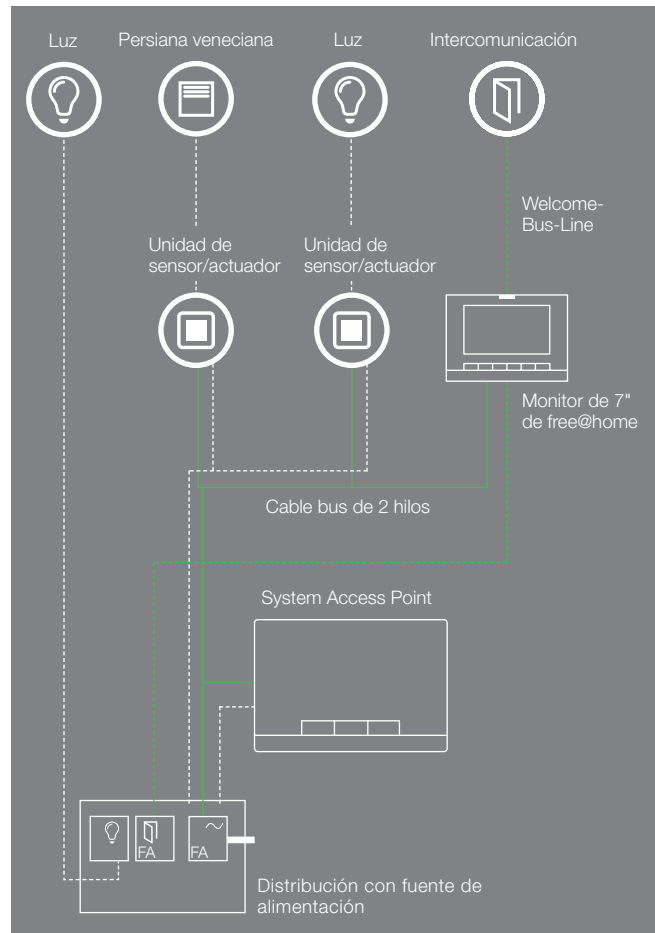 Luz
Persiana veneciana
Luz
Intercomunicación
Welcome-
Bus-Line
Unidad de
sensor/actuador
Unidad de
sensor/actuador
Monitor de 7"
de free@home
Cable bus de 2 hilos
System Access Point
FA
FA
Distribución con fuente de
alimentación